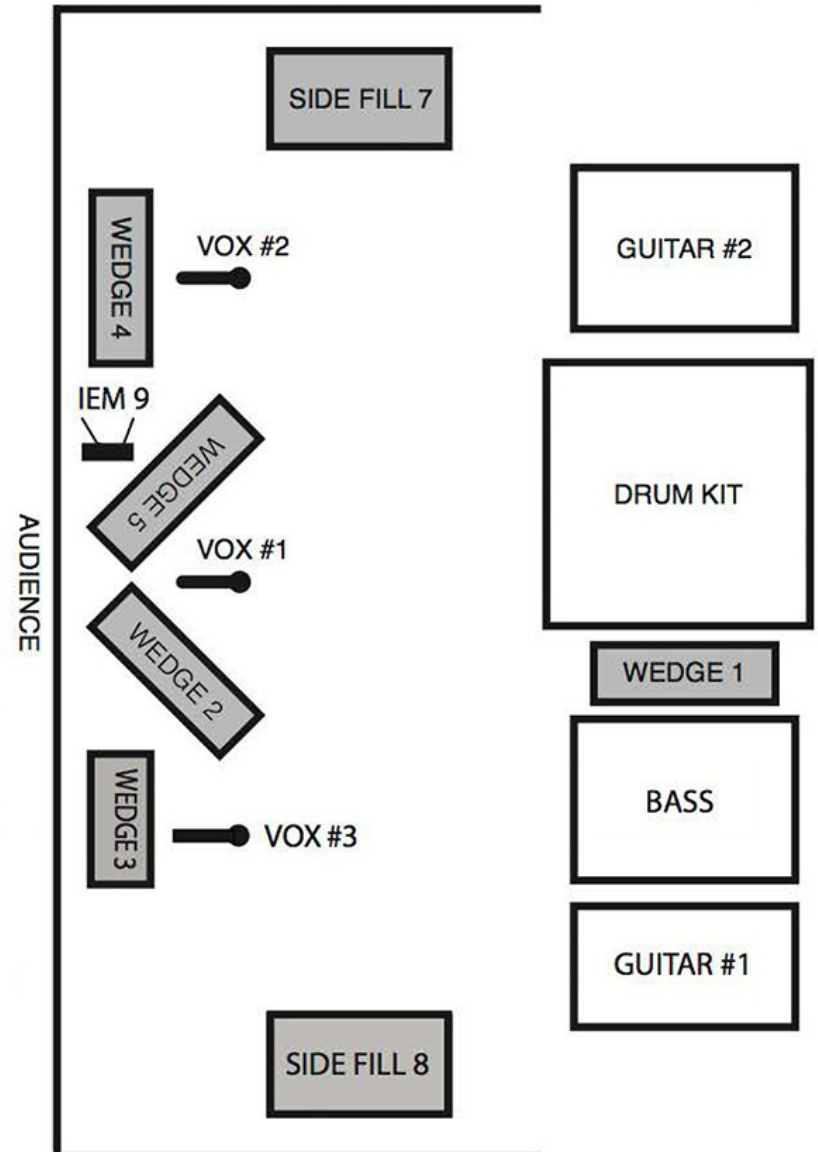 SIDE FILL 7
GUITAR #2
WEDGE 4
VOX #2
IEM 9
WEDGE 5
DRUM KIT
AUDIENCE
VOX #1
WEDGE 2
WEDGE 1
WEDGE 3
VOX #3
BASS
GUITAR #1
SIDE FILL 8